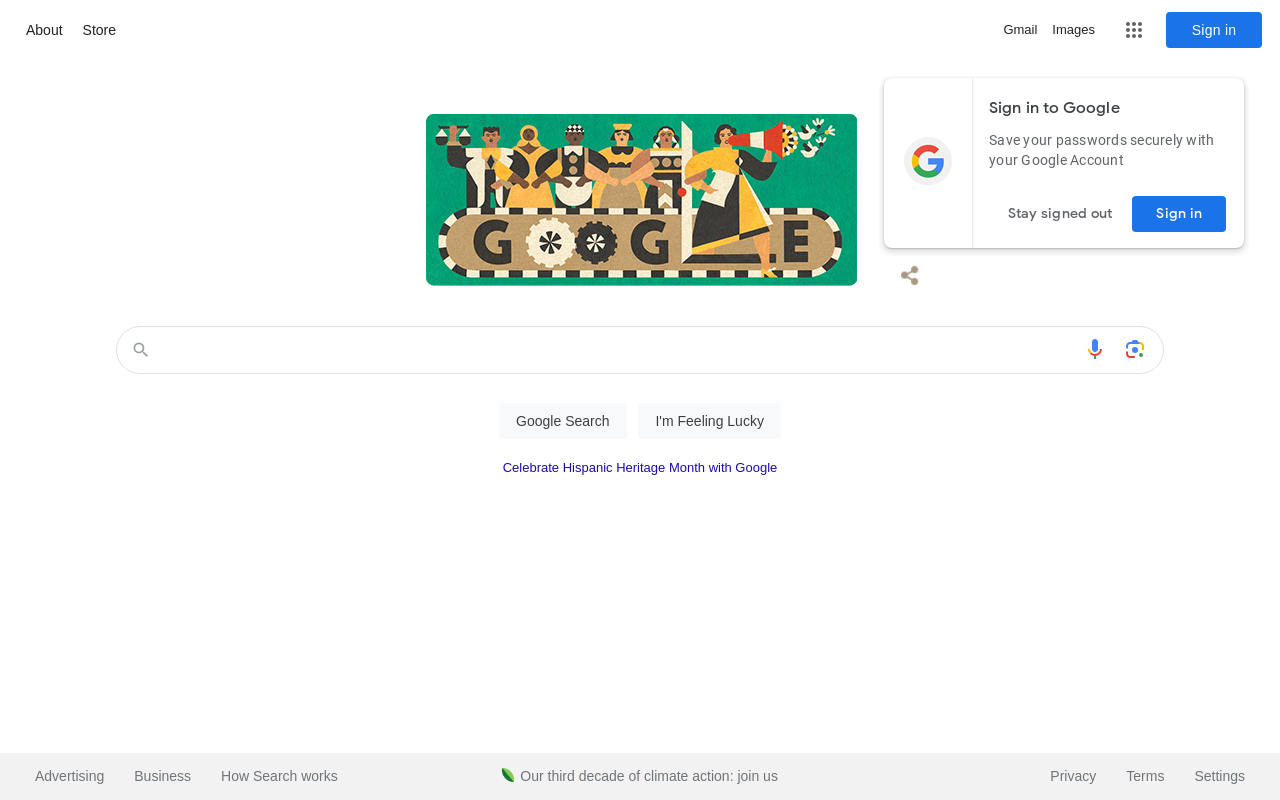 About Store
Gmail Images
Sign in
Sign in to Google
Save your passwords securely with
your Google Account
Stay signed out
Sign in
GOOGLE
Google Search
I'm Feeling Lucky
Celebrate Hispanic Heritage Month with Google
Advertising Business How Search works
Our third decade of climate action: join us
Privacy Terms Settings